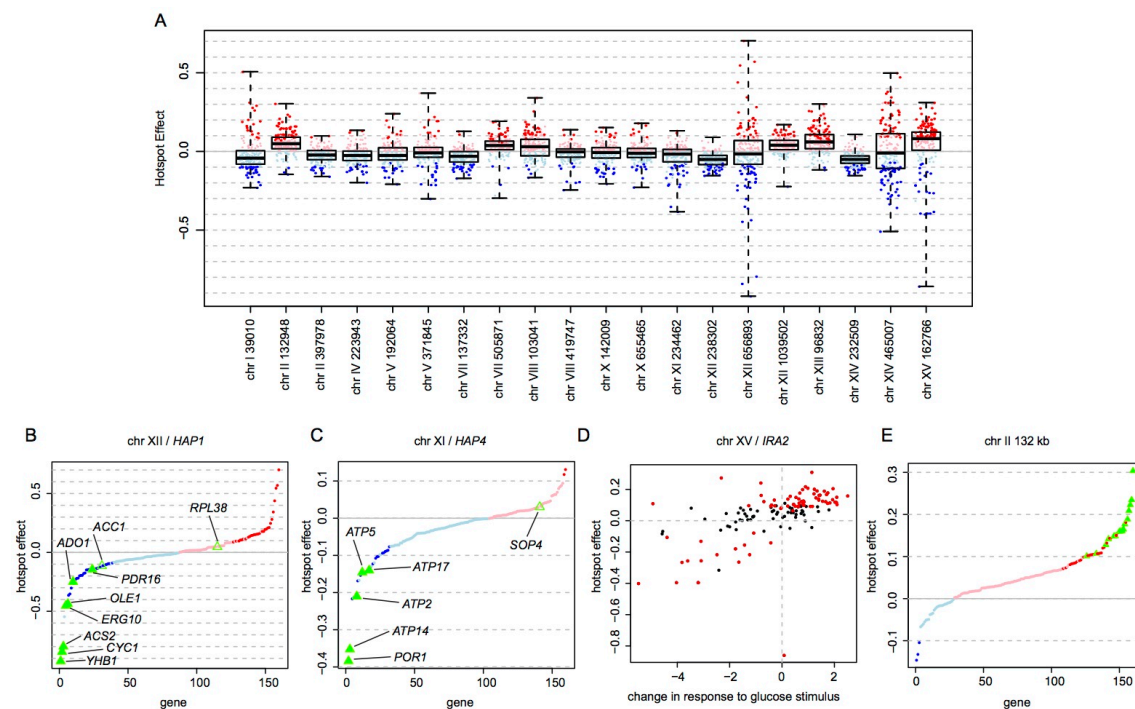 A
Hotspot Effect
0.5
0.0
−0.5
chr I 39010
chr II 132948
chr II 397978
chr IV 223943
chr V 192064
chr V 371845
chr VII 137332
chr VII 505871
chr VIII 103041
chr VIII 419747
chr X 142009
chr X 655465
chr XI 234462
chr XII 238302
chr XII 656893
chr XII 1039502
chr XIII 96832
chr XIV 232509
chr XIV 465007
chr XV 162766
B
chr XII / HAP1
hotspot effect
0.5
0.0
−0.5
ADO1
ACC1
RPL38
PDR16
OLE1
ERG10
ACS2
CYC1
YHB1
0 50 100 150
gene
C
chr XI / HAP4
hotspot effect
0.1
0.0
−0.1
−0.2
−0.3
−0.4
ATP5
ATP17
SOP4
ATP2
ATP14
POR1
0 50 100 150
gene
D
chr XV / IRA2
hotspot effect
0.2
0.0
−0.2
−0.4
−0.6
−0.8
−4 −2 0 2
change in response to glucose stimulus
E
chr II 132 kb
hotspot effect
0.3
0.2
0.1
0.0
−0.1
0 50 100 150
gene